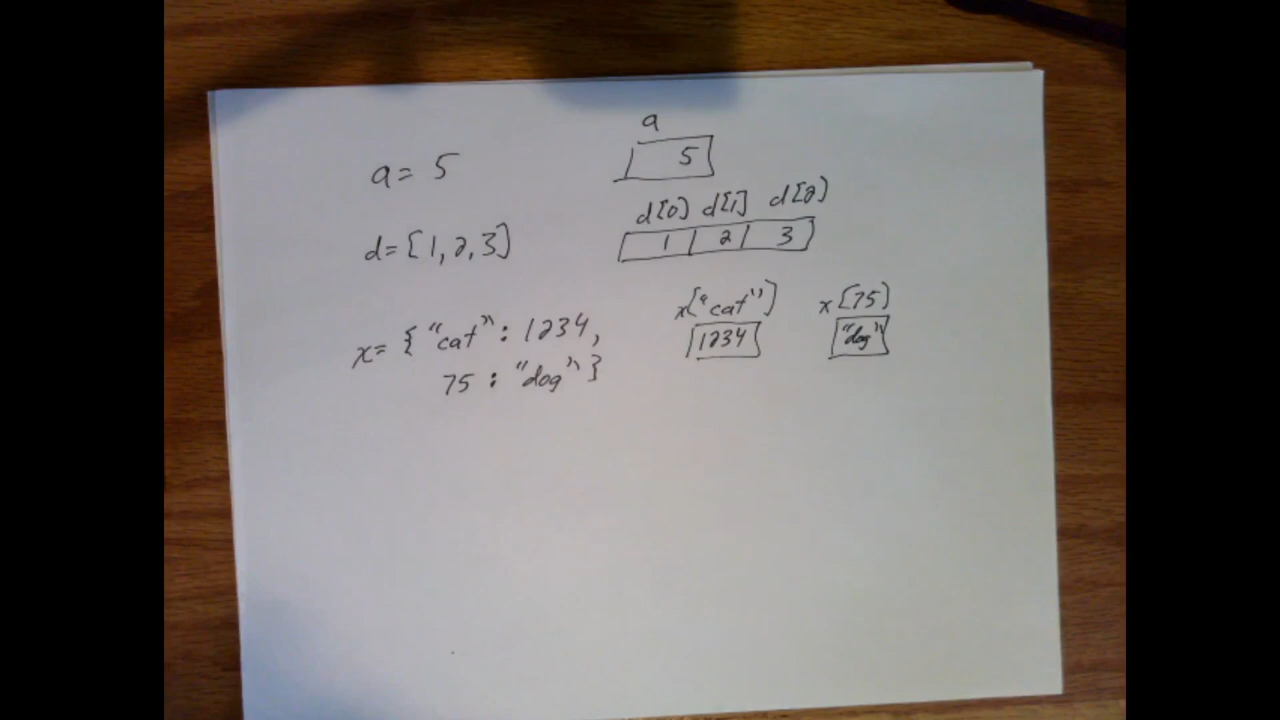 a
a = 5
5
d[0] d[1] d[2]
d = [1, 2, 3]
1 2 3
x["cat"] x[75]
x = { "cat" : 1234,
1234 "dog"
75 : "dog" }